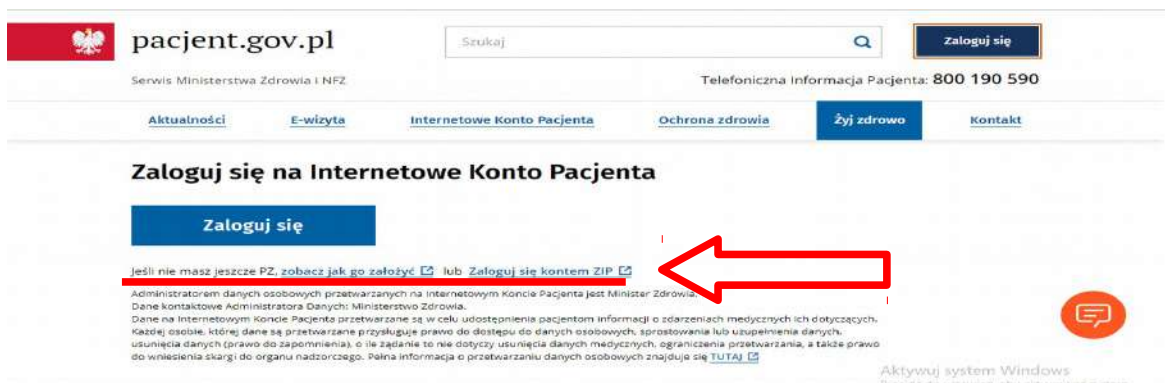 pacjent.gov.pl
Szukaj
Zaloguj się
Serwis Ministerstwa Zdrowia i NFZ
Telefoniczna Informacja Pacjenta: 800 190 590
Aktualności
E-wizyta
Internetowe Konto Pacjenta
Ochrona zdrowia
Żyj zdrowo
Kontakt
Zaloguj się na Internetowe Konto Pacjenta
Zaloguj się
Jeśli nie masz jeszcze PZ, zobacz jak go założyć lub Zaloguj się kontem ZIP
Administratorem danych osobowych przetwarzanych na Internetowym Koncie Pacjenta jest Minister Zdrowia.
Dane kontaktowe Administratora Danych: Ministerstwo Zdrowia.
Dane na Internetowym Koncie Pacjenta przetwarzane są w celu udostępnienia pacjentom informacji o zdarzeniach medycznych ich dotyczących.
Każdej osobie, której dane są przetwarzane przysługuje prawo do dostępu do danych osobowych, sprostowania lub uzupełnienia danych,
usunięcia danych (prawo do zapomnienia), o ile żądanie to nie dotyczy usunięcia danych medycznych, ograniczenia przetwarzania, a także prawo
do wniesienia skargi do organu nadzorczego. Pełna informacja o przetwarzaniu danych osobowych znajduje się TUTAJ
Aktywuj system Windows